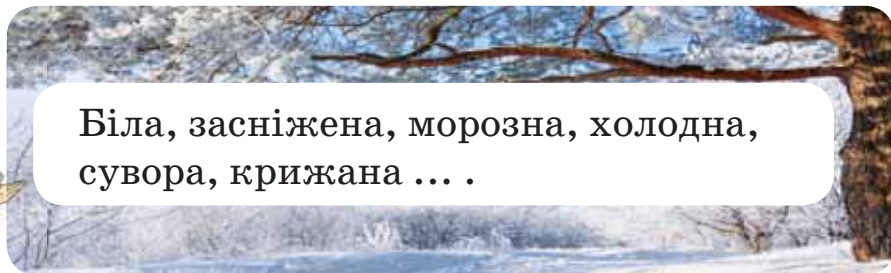 Біла, засніжена, морозна, холодна,
сувора, крижана ... .